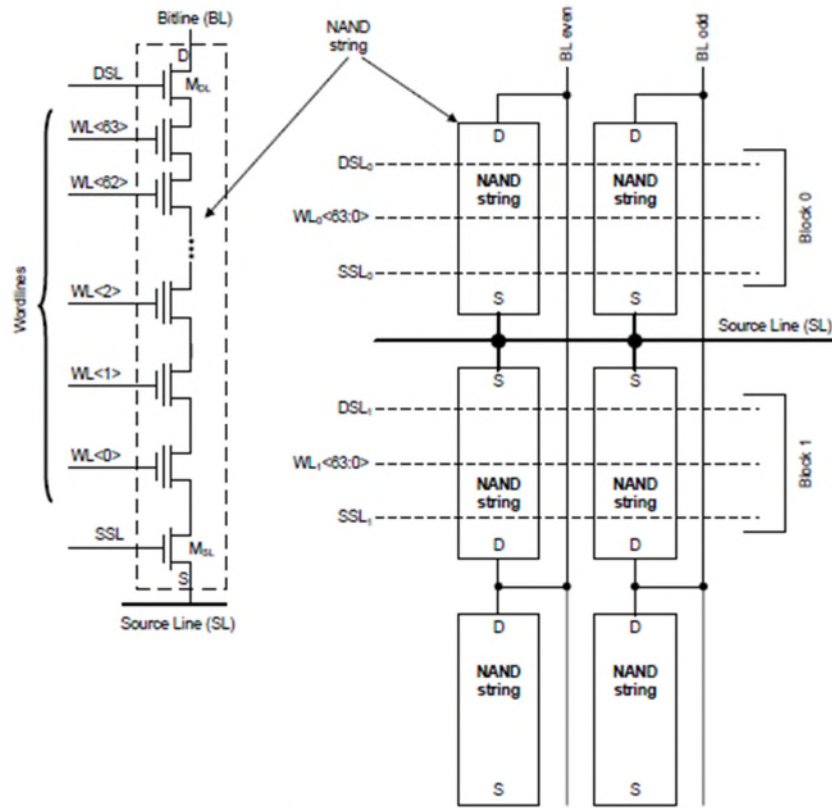 Bitline (BL)
D
DSL
M_DL
WL<63>
WL<62>
WL<2>
WL<1>
WL<0>
SSL
M_SL
S
Source Line (SL)
Wordlines
NAND
string
BL even
BL odd
D
D
DSL₀
NAND
string
NAND
string
WL₀<63:0>
SSL₀
S
S
Block 0
Source Line (SL)
S
S
DSL₁
WL₁<63:0>
NAND
string
NAND
string
SSL₁
D
D
Block 1
D
D
NAND
string
NAND
string
S
S